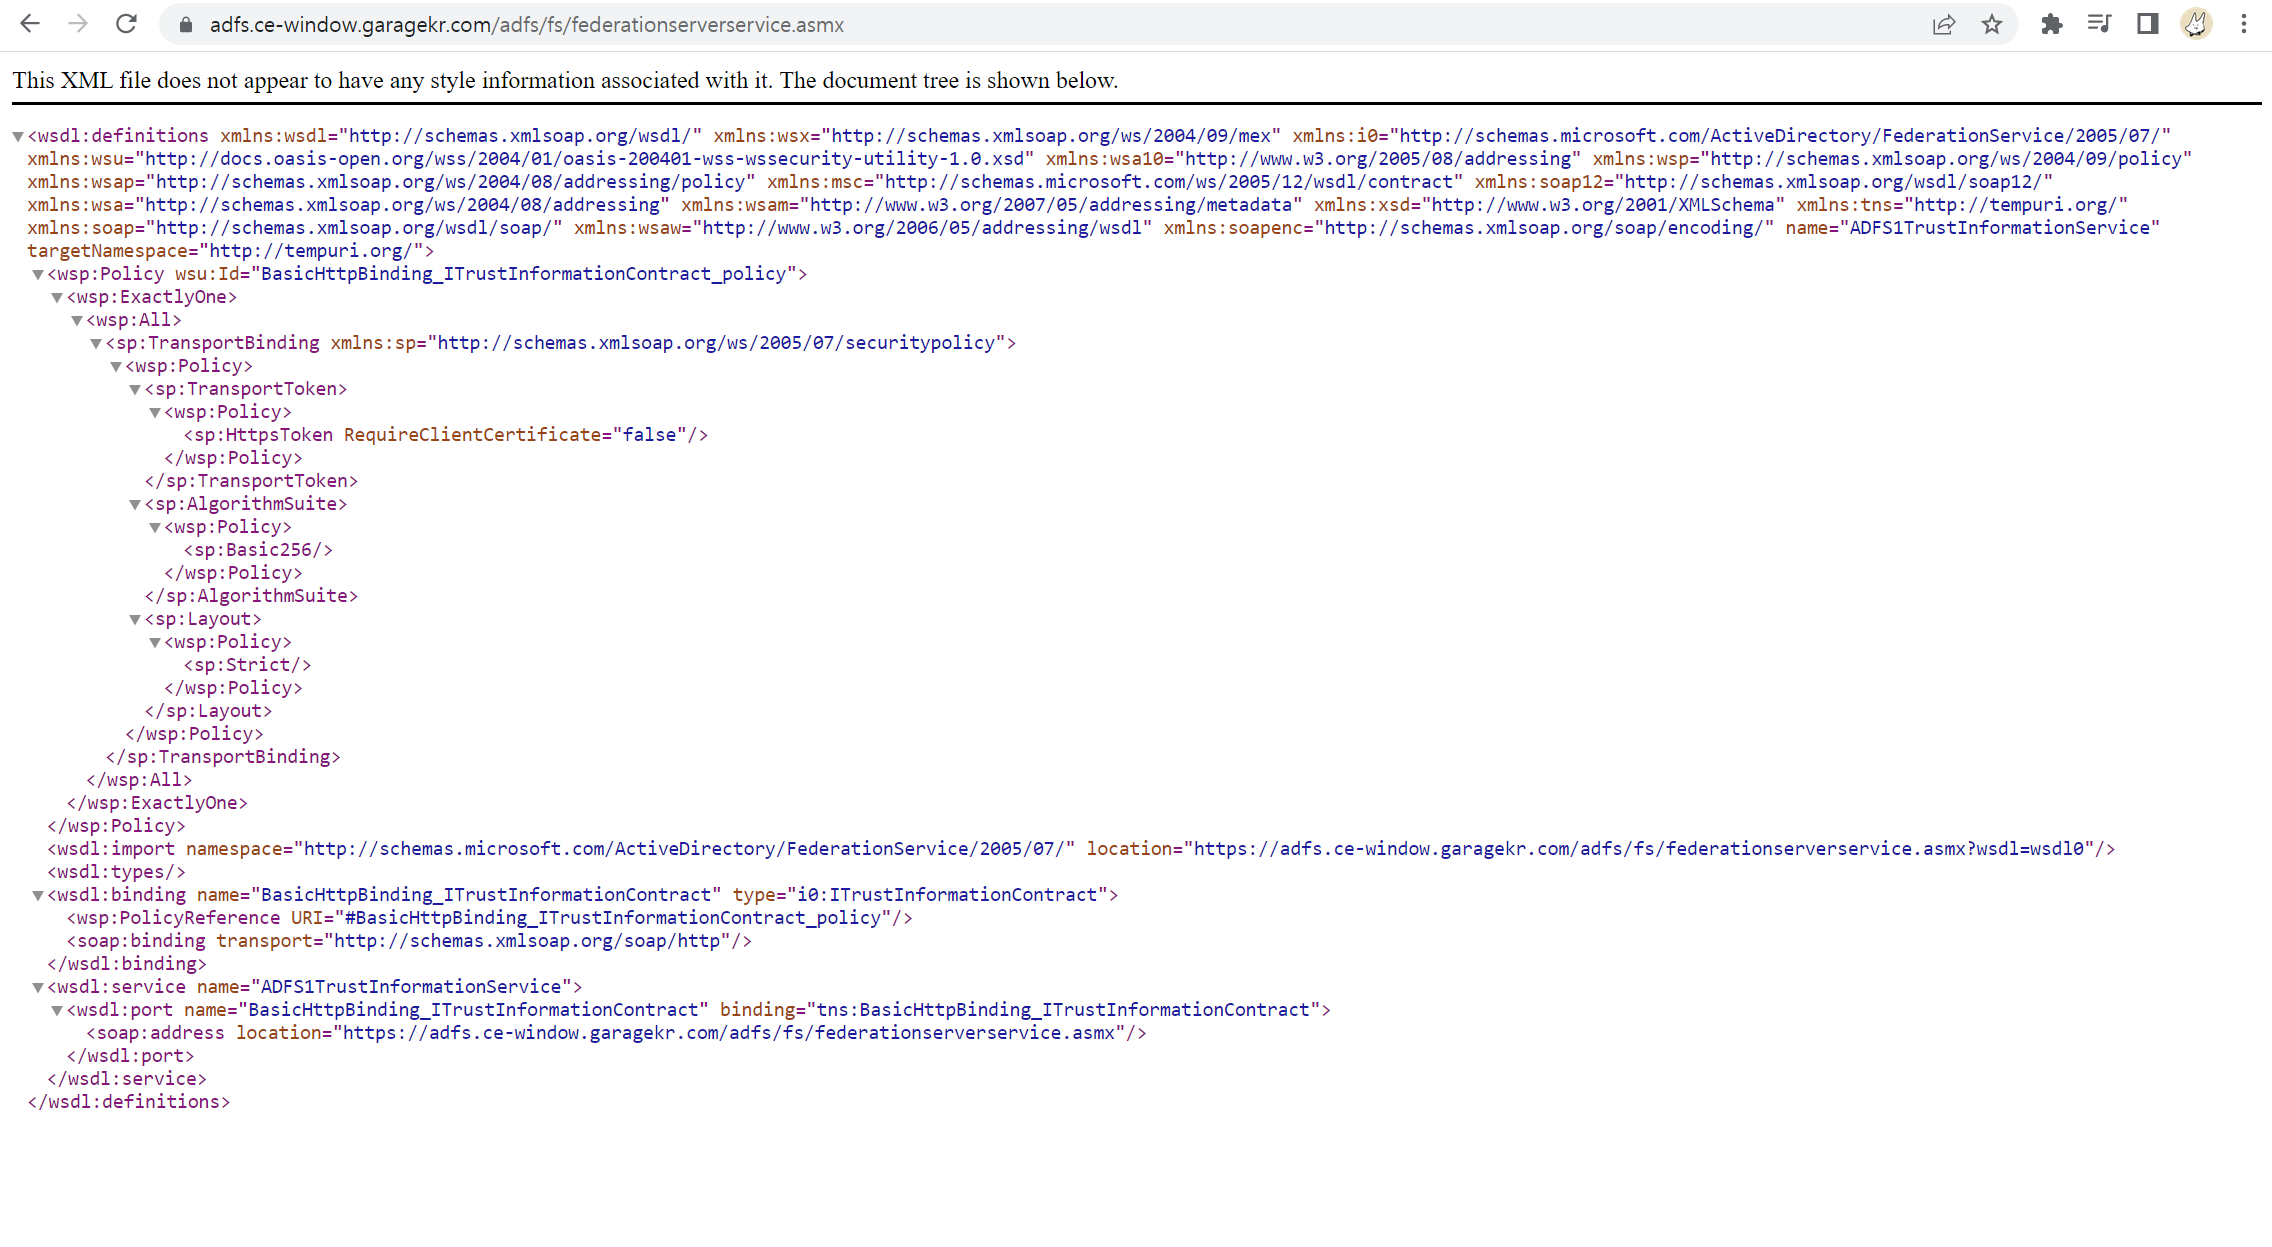 adfs.ce-window.garagekr.com/adfs/fs/federationserverservice.asmx
This XML file does not appear to have any style information associated with it. The document tree is shown below.
▼<wsdl:definitions xmlns:wsdl="http://schemas.xmlsoap.org/wsdl/" xmlns:wsx="http://schemas.xmlsoap.org/ws/2004/09/mex" xmlns:i0="http://schemas.microsoft.com/ActiveDirectory/FederationService/2005/07/"
xmlns:wsu="http://docs.oasis-open.org/wss/2004/01/oasis-200401-wss-wssecurity-utility-1.0.xsd" xmlns:wsa10="http://www.w3.org/2005/08/addressing" xmlns:wsp="http://schemas.xmlsoap.org/ws/2004/09/policy"
xmlns:wsap="http://schemas.xmlsoap.org/ws/2004/08/addressing/policy" xmlns:msc="http://schemas.microsoft.com/ws/2005/12/wsdl/contract" xmlns:soap12="http://schemas.xmlsoap.org/wsdl/soap12/"
xmlns:wsa="http://schemas.xmlsoap.org/ws/2004/08/addressing" xmlns:wsam="http://www.w3.org/2007/05/addressing/metadata" xmlns:xsd="http://www.w3.org/2001/XMLSchema" xmlns:tns="http://tempuri.org/"
xmlns:soap="http://schemas.xmlsoap.org/wsdl/soap/" xmlns:wsaw="http://www.w3.org/2006/05/addressing/wsdl" xmlns:soapenc="http://schemas.xmlsoap.org/soap/encoding/" name="ADFS1TrustInformationService"
targetNamespace="http://tempuri.org/">
▼<wsp:Policy wsu:Id="BasicHttpBinding_ITrustInformationContract_policy">
▼<wsp:ExactlyOne>
▼<wsp:All>
▼<sp:TransportBinding xmlns:sp="http://schemas.xmlsoap.org/ws/2005/07/securitypolicy">
▼<wsp:Policy>
▼<sp:TransportToken>
▼<wsp:Policy>
<sp:HttpsToken RequireClientCertificate="false"/>
</wsp:Policy>
</sp:TransportToken>
▼<sp:AlgorithmSuite>
▼<wsp:Policy>
<sp:Basic256/>
</wsp:Policy>
</sp:AlgorithmSuite>
▼<sp:Layout>
▼<wsp:Policy>
<sp:Strict/>
</wsp:Policy>
</sp:Layout>
</wsp:Policy>
</sp:TransportBinding>
</wsp:All>
</wsp:ExactlyOne>
</wsp:Policy>
<wsdl:import namespace="http://schemas.microsoft.com/ActiveDirectory/FederationService/2005/07/" location="https://adfs.ce-window.garagekr.com/adfs/fs/federationserverservice.asmx?wsdl=wsdl0"/>
<wsdl:types/>
▼<wsdl:binding name="BasicHttpBinding_ITrustInformationContract" type="i0:ITrustInformationContract">
<wsp:PolicyReference URI="#BasicHttpBinding_ITrustInformationContract_policy"/>
<soap:binding transport="http://schemas.xmlsoap.org/soap/http"/>
</wsdl:binding>
▼<wsdl:service name="ADFS1TrustInformationService">
▼<wsdl:port name="BasicHttpBinding_ITrustInformationContract" binding="tns:BasicHttpBinding_ITrustInformationContract">
<soap:address location="https://adfs.ce-window.garagekr.com/adfs/fs/federationserverservice.asmx"/>
</wsdl:port>
</wsdl:service>
</wsdl:definitions>